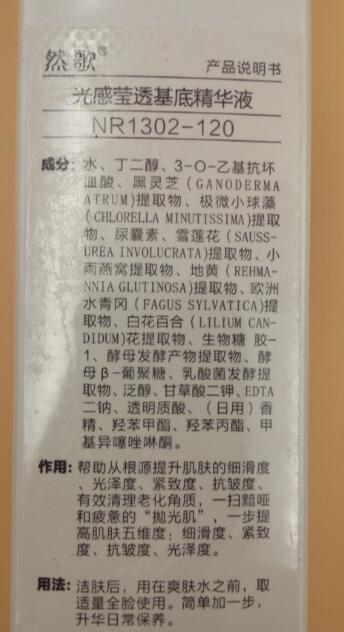 然歌®
产品说明书
光感莹透基底精华液
NR1302-120
成分: 水、丁二醇、3-O-乙基抗坏
血酸、黑灵芝(GANODERMA
ATRUM)提取物、极微小球藻
(CHLORELLA MINUTISSIMA)提取
物、尿囊素、雪莲花(SAUSS-
UREA INVOLUCRATA)提取物、小
雨燕窝提取物、地黄(REHMA-
NNIA GLUTINOSA)提取物、欧洲
水青冈(FAGUS SYLVATICA)提
取物、白花百合(LILIUM CAN-
DIDUM)花提取物、生物糖 胶-
1、酵母发酵产物提取物、酵
母β-葡聚糖、乳酸菌发酵提
取物、泛醇、甘草酸二钾、EDTA
二钠、透明质酸、(日用)香
精、羟苯甲酯、羟苯丙酯、甲
基异噻唑啉酮。
作用: 帮助从根源提升肌肤的细滑度
、光泽度、紧致度、抗皱度、
有效清理老化角质,一扫黯哑
和疲惫的“抛光肌”,一步提
高肌肤五维度:细滑度、紧致
度、抗皱度、光泽度。
用法: 洁肤后,用在爽肤水之前,取
适量全脸使用。简单加一步,
升华日常保养。